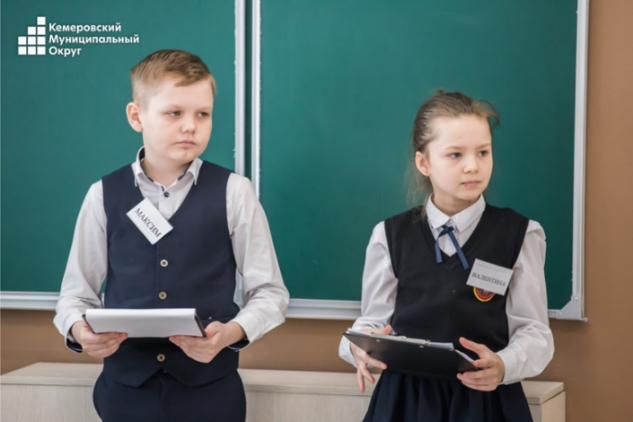 Кемеровский
Муниципальный
Округ
МАКСИМ
ВАЛЕНТИНА